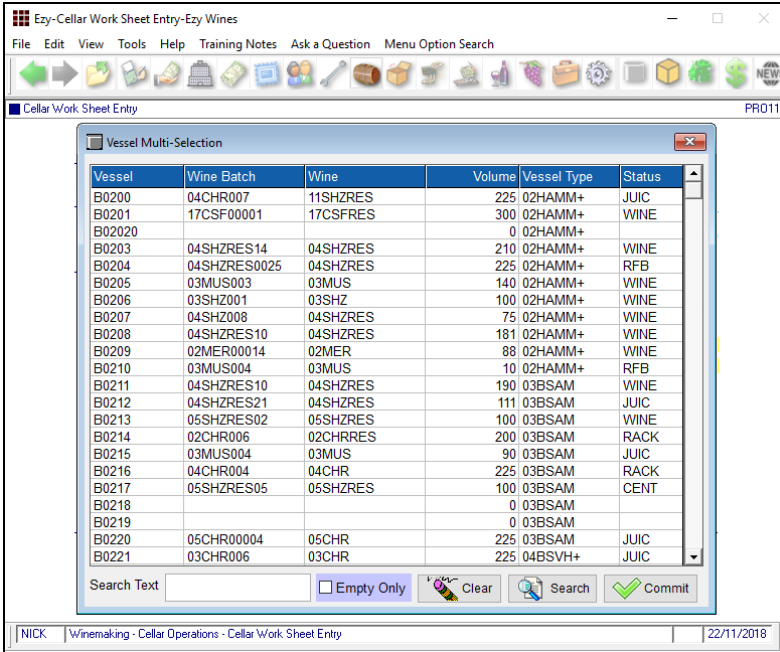 Ezy-Cellar Work Sheet Entry-Ezy Wines
File Edit View Tools Help Training Notes Ask a Question Menu Option Search
NEW
Cellar Work Sheet Entry PRO11
Vessel Multi-Selection
Vessel Wine Batch Wine Volume Vessel Type Status
B0200 04CHR007 11SHZRES 225 02HAMM+ JUIC
B0201 17CSF00001 17CSFRES 300 02HAMM+ WINE
B02020 0 02HAMM+
B0203 04SHZRES14 04SHZRES 210 02HAMM+ WINE
B0204 04SHZRES0025 04SHZRES 225 02HAMM+ RFB
B0205 03MUS003 03MUS 140 02HAMM+ WINE
B0206 03SHZ001 03SHZ 100 02HAMM+ WINE
B0207 04SHZ008 04SHZRES 75 02HAMM+ WINE
B0208 04SHZRES10 04SHZRES 181 02HAMM+ WINE
B0209 02MER00014 02MER 88 02HAMM+ WINE
B0210 03MUS004 03MUS 10 02HAMM+ RFB
B0211 04SHZRES10 04SHZRES 190 03BSAM WINE
B0212 04SHZRES21 04SHZRES 111 03BSAM JUIC
B0213 05SHZRES02 05SHZRES 100 03BSAM WINE
B0214 02CHR006 02CHRRES 200 03BSAM RACK
B0215 03MUS004 03MUS 90 03BSAM JUIC
B0216 04CHR004 04CHR 225 03BSAM RACK
B0217 05SHZRES05 05SHZRES 100 03BSAM CENT
B0218 0 03BSAM
B0219 0 03BSAM
B0220 05CHR00004 05CHR 225 03BSAM JUIC
B0221 03CHR006 03CHR 225 04BSVH+ JUIC
Search Text Empty Only Clear Search Commit
NICK Winemaking - Cellar Operations - Cellar Work Sheet Entry 22/11/2018